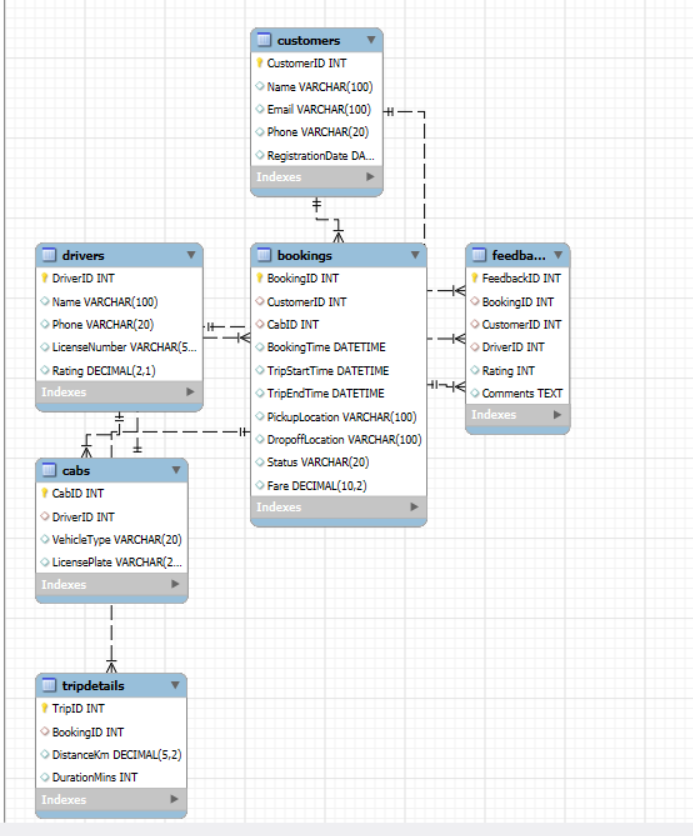 customers
CustomerID INT
Name VARCHAR(100)
Email VARCHAR(100)
Phone VARCHAR(20)
RegistrationDate DA...
Indexes
drivers
DriverID INT
Name VARCHAR(100)
Phone VARCHAR(20)
LicenseNumber VARCHAR(5...
Rating DECIMAL(2,1)
Indexes
bookings
BookingID INT
CustomerID INT
CabID INT
BookingTime DATETIME
TripStartTime DATETIME
TripEndTime DATETIME
PickupLocation VARCHAR(100)
DropoffLocation VARCHAR(100)
Status VARCHAR(20)
Fare DECIMAL(10,2)
Indexes
feedba...
FeedbackID INT
BookingID INT
CustomerID INT
DriverID INT
Rating INT
Comments TEXT
Indexes
cabs
CabID INT
DriverID INT
VehicleType VARCHAR(20)
LicensePlate VARCHAR(2...
Indexes
tripdetails
TripID INT
BookingID INT
DistanceKm DECIMAL(5,2)
DurationMins INT
Indexes